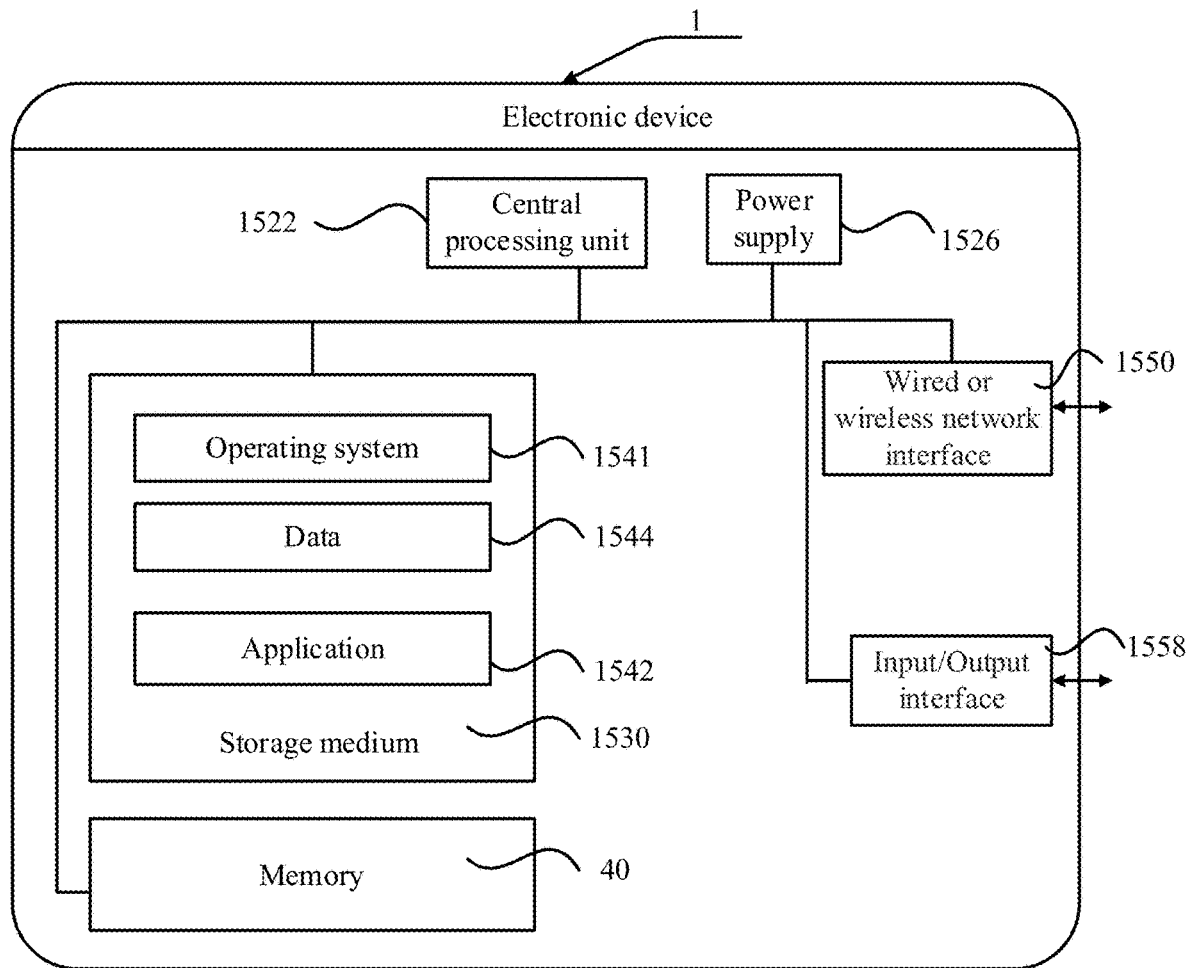 1
Electronic device
Central
processing unit
1522
Power
supply
1526
Wired or
wireless network
interface
1550
Operating system
1541
Data
1544
Application
1542
Input/Output
interface
1558
Storage medium
1530
Memory
40